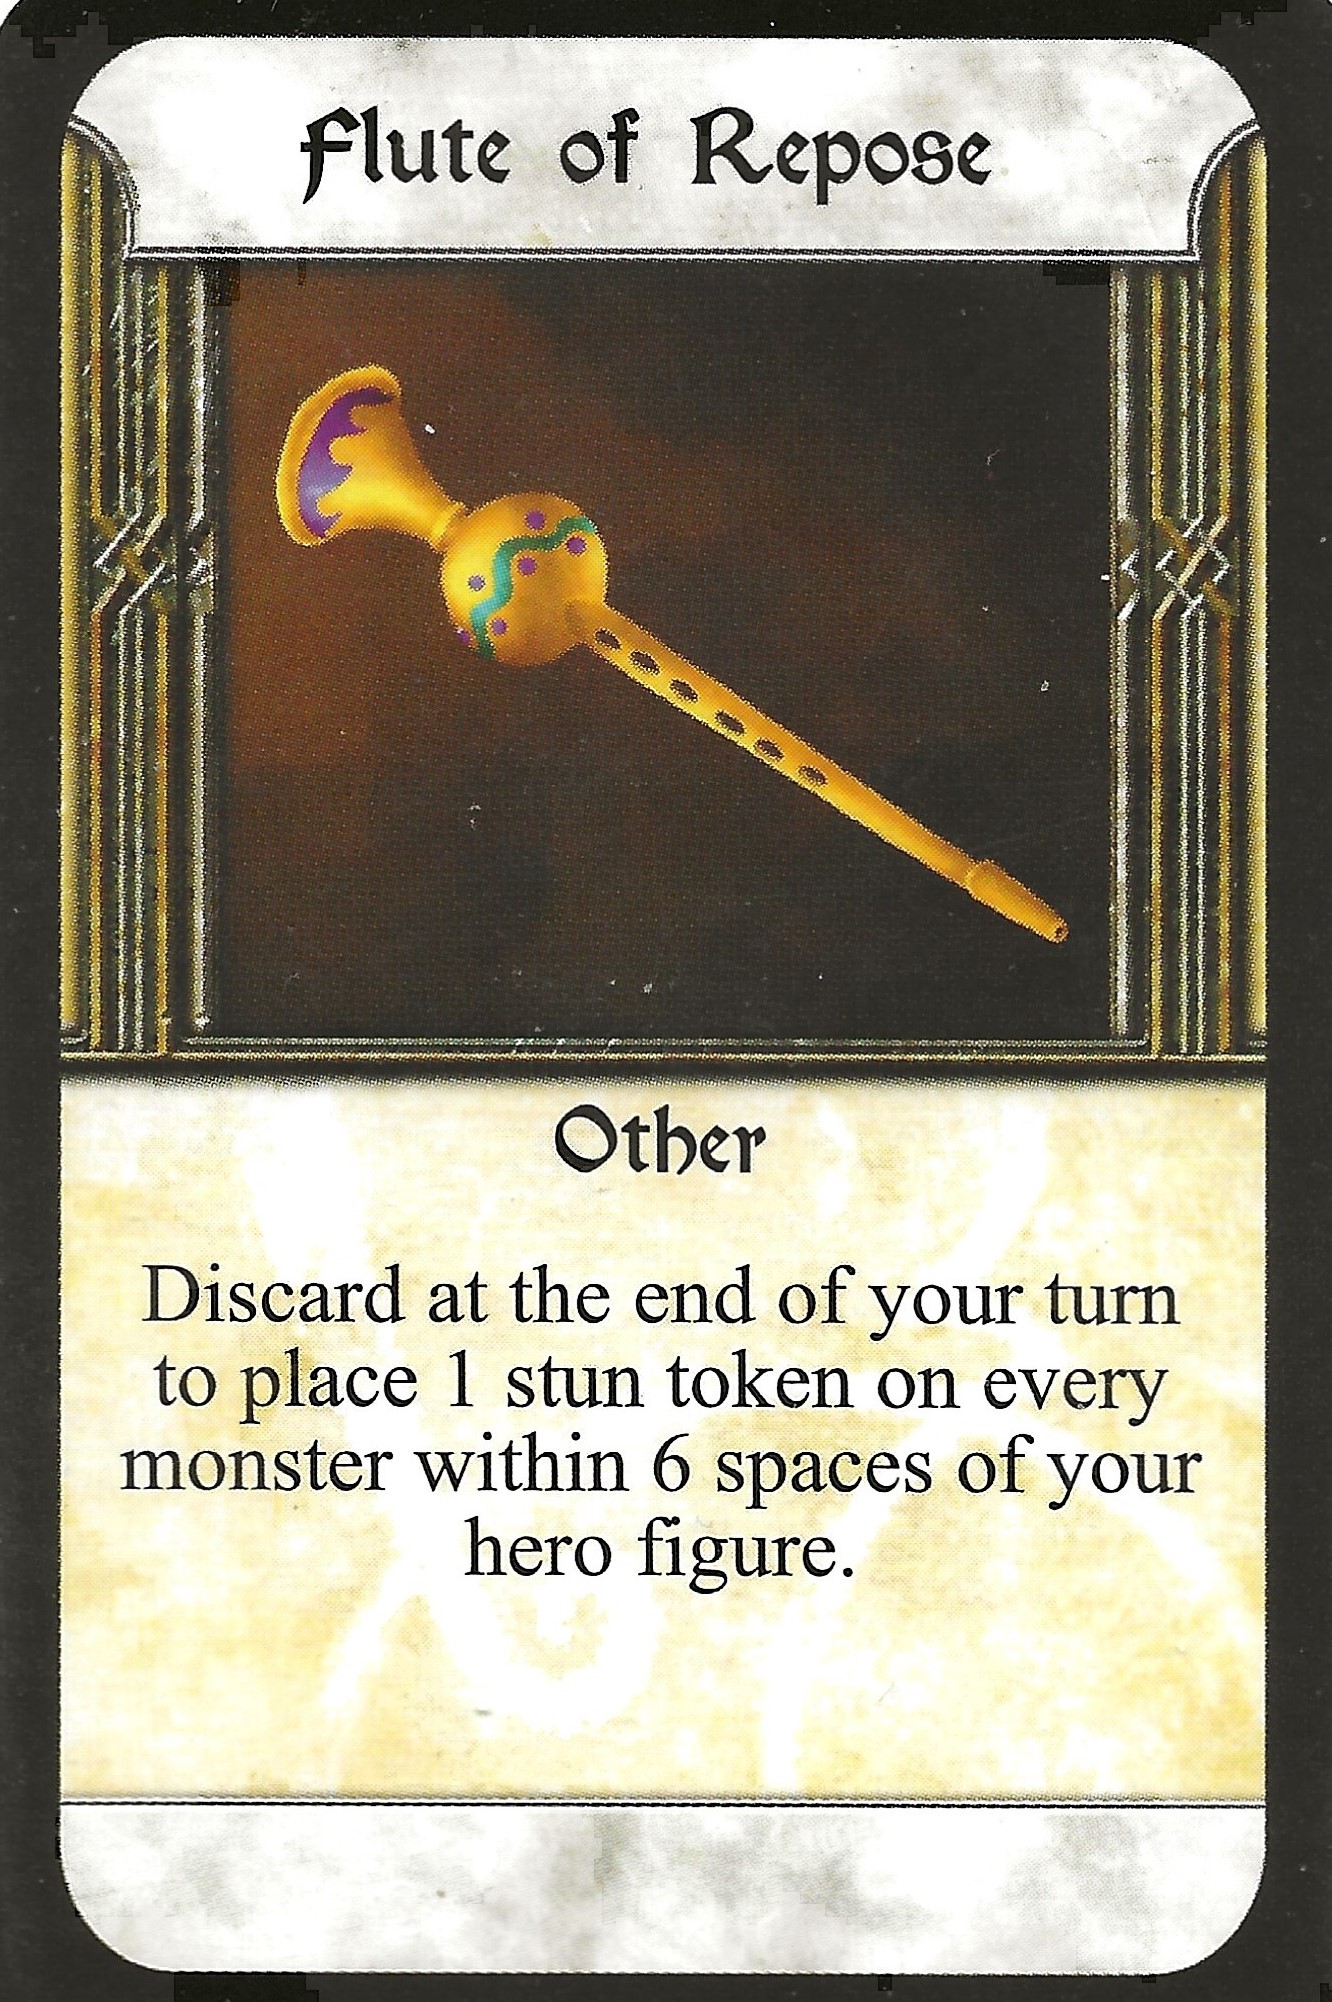 Flute of Repose
Other
Discard at the end of your turn
to place 1 stun token on every
monster within 6 spaces of your
hero figure.